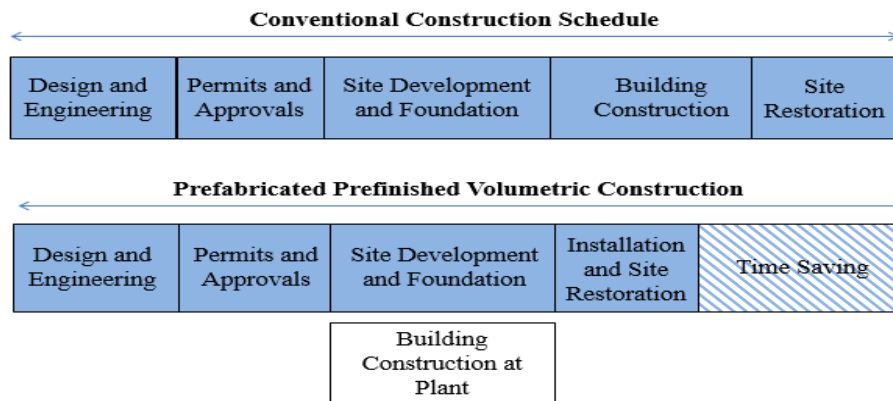 Conventional Construction Schedule
Design and
Engineering
Permits and
Approvals
Site Development
and Foundation
Building
Construction
Site
Restoration
Prefabricated Prefinished Volumetric Construction
Design and
Engineering
Permits and
Approvals
Site Development
and Foundation
Installation
and Site
Restoration
Time Saving
Building
Construction at
Plant